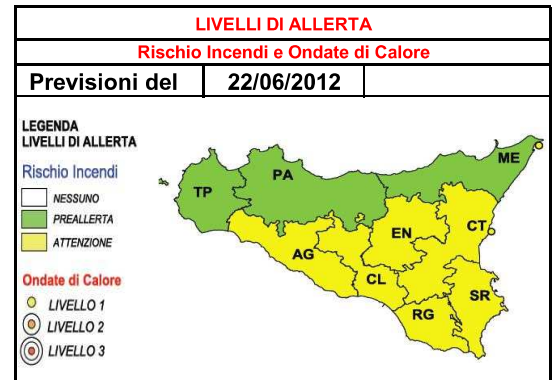 LIVELLI DI ALLERTA
Rischio Incendi e Ondate di Calore
Previsioni del 22/06/2012
LEGENDA
LIVELLI DI ALLERTA
Rischio Incendi
NESSUNO
PREALLERTA
ATTENZIONE
Ondate di Calore
LIVELLO 1
LIVELLO 2
LIVELLO 3
ME
PA
TP
CT
EN
AG
CL
SR
RG